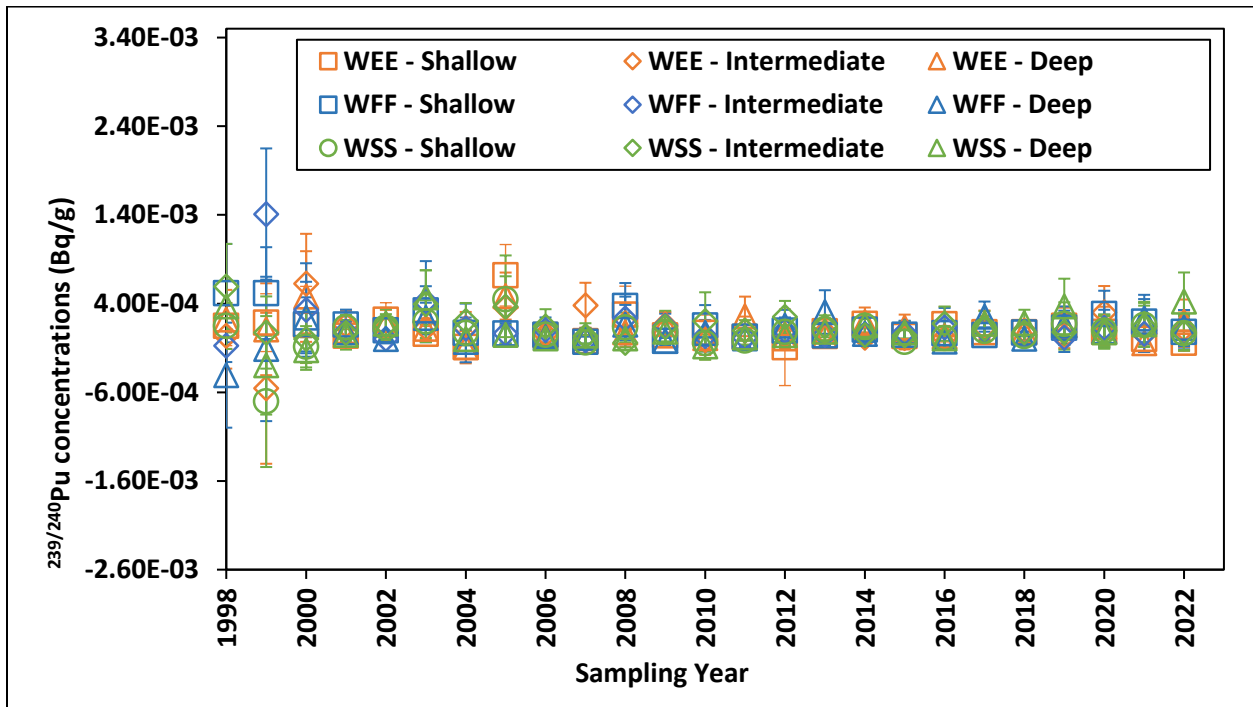 3.40E-03
2.40E-03
1.40E-03
4.00E-04
-6.00E-04
-1.60E-03
-2.60E-03
239/240Pu concentrations (Bq/g)
WEE - Shallow WEE - Intermediate WEE - Deep
WFF - Shallow WFF - Intermediate WFF - Deep
WSS - Shallow WSS - Intermediate WSS - Deep
1998 2000 2002 2004 2006 2008 2010 2012 2014 2016 2018 2020 2022
Sampling Year